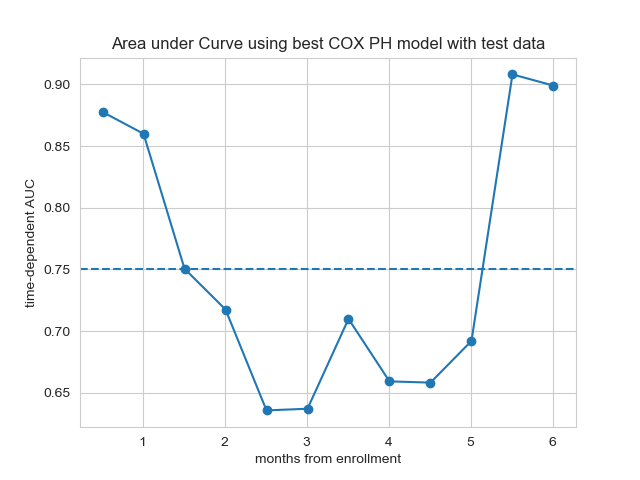 Area under Curve using best COX PH model with test data
time-dependent AUC
0.90
0.85
0.80
0.75
0.70
0.65
1 2 3 4 5 6
months from enrollment